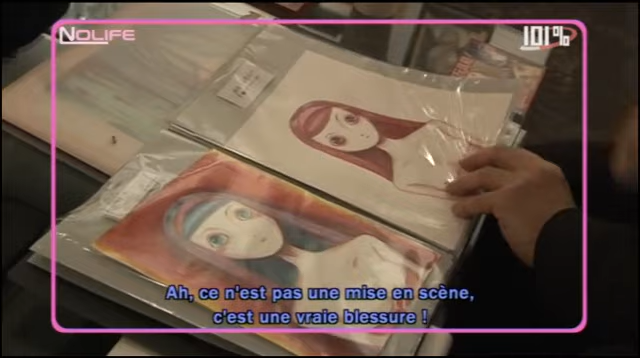 NOLIFE
101%
Ah, ce n'est pas une mise en scène,
c'est une vraie blessure !